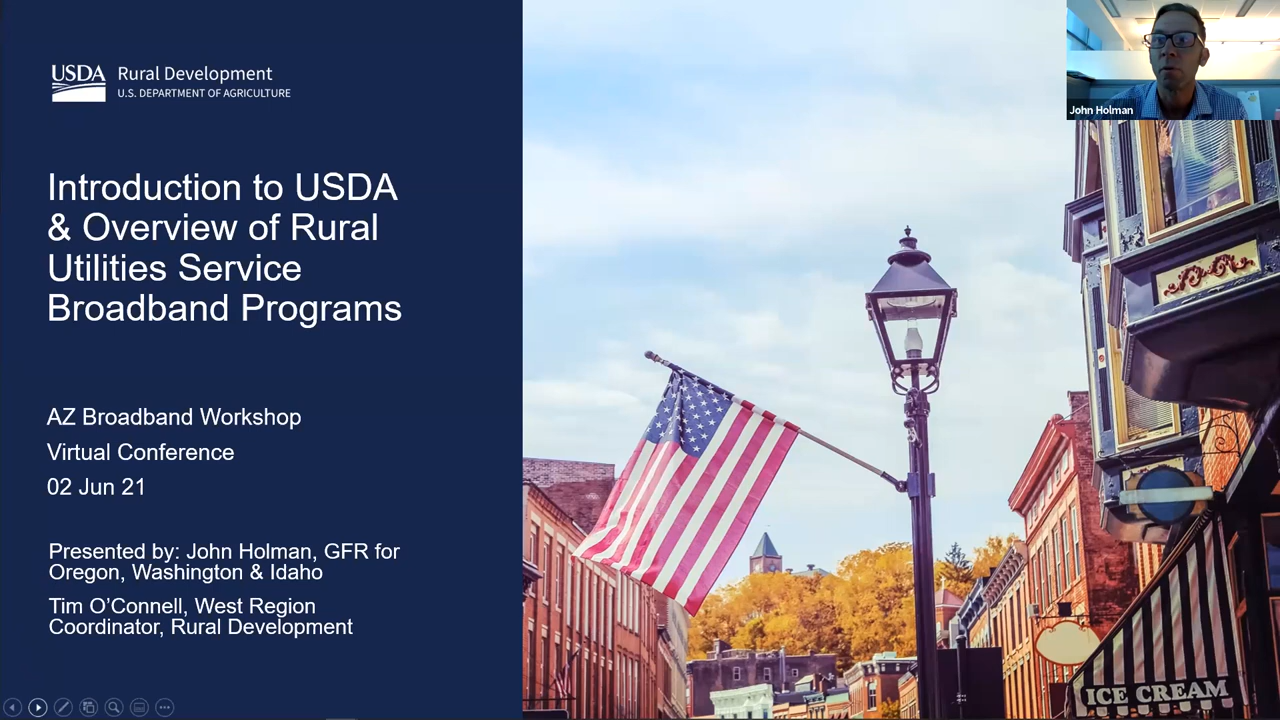 USDA Rural Development
U.S. DEPARTMENT OF AGRICULTURE
John Holman
Introduction to USDA
& Overview of Rural
Utilities Service
Broadband Programs
AZ Broadband Workshop
Virtual Conference
02 Jun 21
Presented by: John Holman, GFR for
Oregon, Washington & Idaho
Tim O’Connell, West Region
Coordinator, Rural Development
ICE CREAM